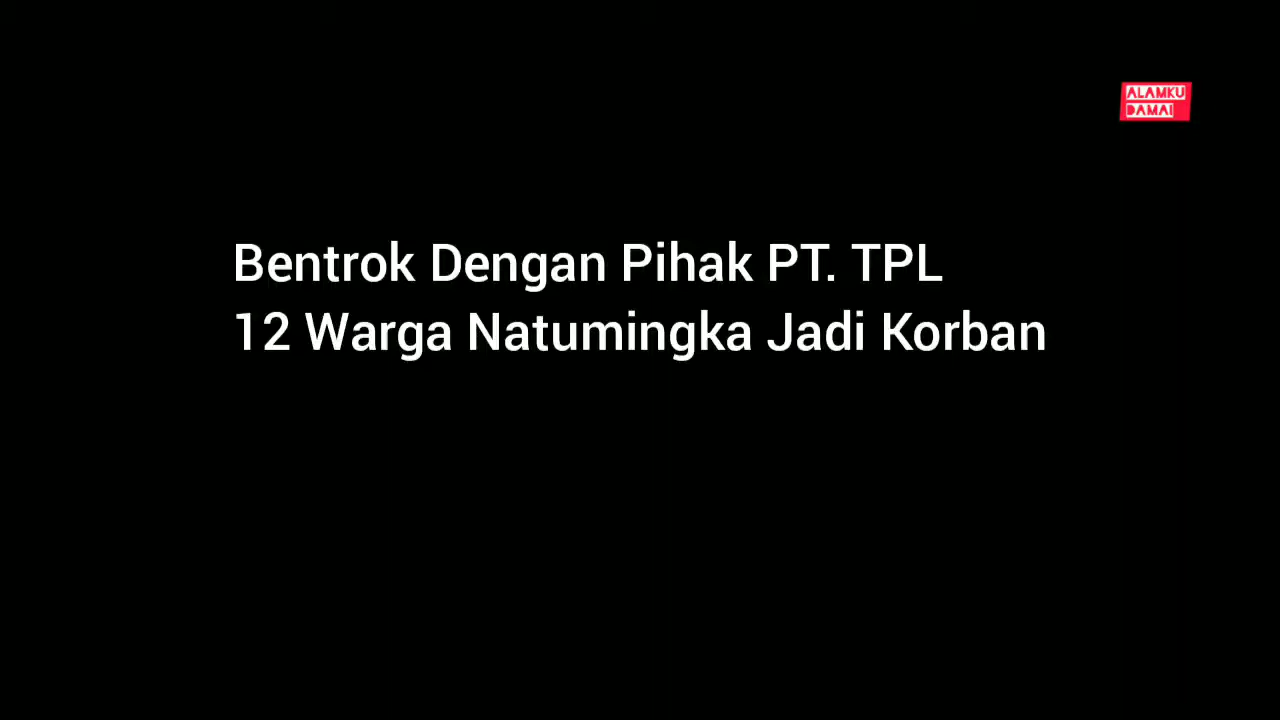 ALAMKU
DAMAI
Bentrok Dengan Pihak PT. TPL
12 Warga Natumingka Jadi Korban